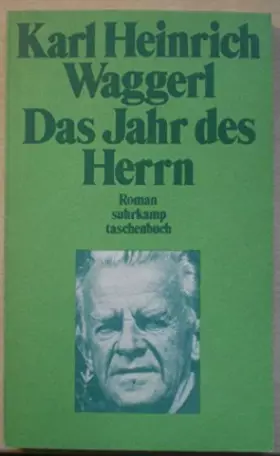 Karl Heinrich
Waggerl
Das Jahr des
Herrn
Roman
suhrkamp
taschenbuch